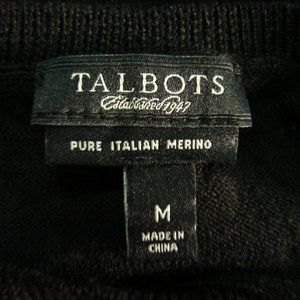 TALBOTS
Established 1947
PURE ITALIAN MERINO
M
MADE IN
CHINA